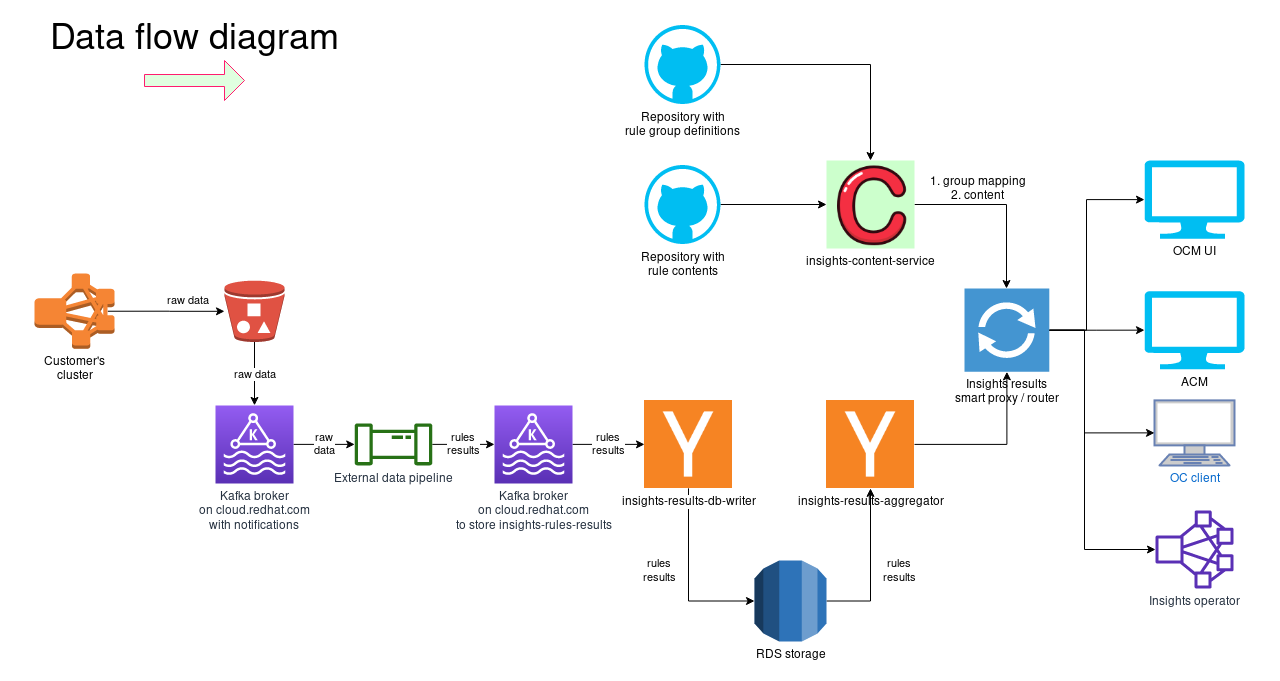 Data flow diagram
Repository with
rule group definitions
Repository with
rule contents
C
insights-content-service
1. group mapping
2. content
OCM UI
Customer's
cluster
raw data
raw data
Insights results
smart proxy / router
ACM
K
Kafka broker
on cloud.redhat.com
with notifications
raw
data
External data pipeline
rules
results
K
Kafka broker
on cloud.redhat.com
to store insights-rules-results
rules
results
Y
insights-results-db-writer
Y
insights-results-aggregator
OC client
rules
results
RDS storage
rules
results
Insights operator